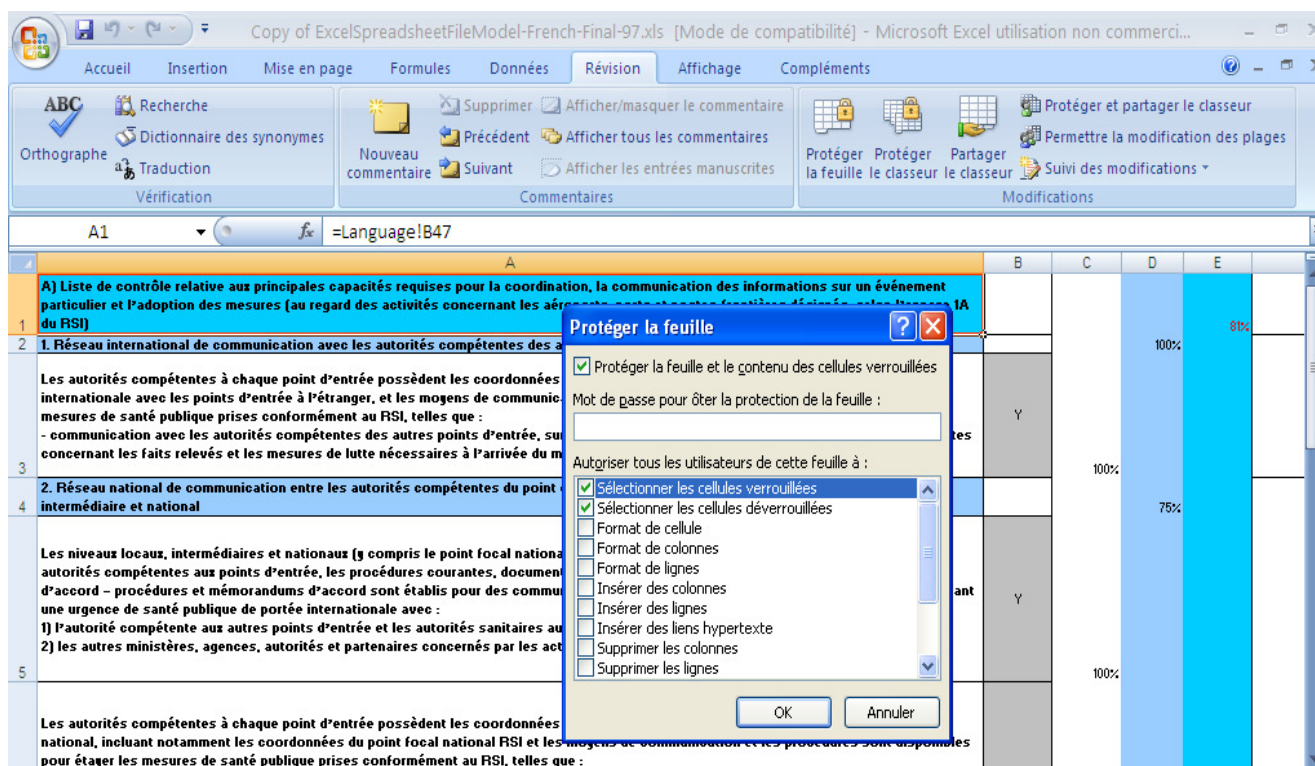 Copy of ExcelSpreadsheetFileModel-French-Final-97.xls [Mode de compatibilité] - Microsoft Excel utilisation non commerci...
Accueil Insertion Mise en page Formules Données Révision Affichage Compléments
ABC Orthographe
Recherche
Dictionnaire des synonymes
Traduction
Vérification
Nouveau commentaire
Supprimer Afficher/masquer le commentaire
Précédent Afficher tous les commentaires
Suivant Afficher les entrées manuscrites
Commentaires
Protéger la feuille
Protéger le classeur
Partager le classeur
Protéger et partager le classeur
Permettre la modification des plages
Suivi des modifications
Modifications
A1 fx =Language!B47
A B C D E
1
A) Liste de contrôle relative aux principales capacités requises pour la coordination, la communication des informations sur un événement
particulier et l'adoption des mesures (au regard des activités concernant les 1A
du RSI)
81%
2 1. Réseau international de communication avec les autorités compétentes des 100%
3
Les autorités compétentes à chaque point d'entrée possèdent les coordonnées
internationale avec les points d'entrée à l'étranger, et les moyens de
mesures de santé publique prises conformément au RSI, telles que :
- communication avec les autorités compétentes des autres points d'entrée,
concernant les faits relevés et les mesures de lutte nécessaires à l'arrivée du
Y
100%
4
2. Réseau national de communication entre les autorités compétentes du point
intermédiaire et national
75%
5
Les niveaux locaux, intermédiaires et nationaux (y compris le point focal
autorités compétentes aux points d'entrée, les procédures courantes,
d'accord – procédures et mémorandums d'accord sont établis pour des
une urgence de santé publique de portée internationale avec :
1) l'autorité compétente aux autres points d'entrée et les autorités sanitaires
2) les autres ministères, agences, autorités et partenaires concernés par les
Y
100%
Les autorités compétentes à chaque point d'entrée possèdent les coordonnées
national, incluant notamment les coordonnées du point focal national RSI et les
pour étayer les mesures de santé publique prises conformément au RSI, telles que :
Protéger la feuille
Protéger la feuille et le contenu des cellules verrouillées
Mot de passe pour ôter la protection de la feuille :
Autoriser tous les utilisateurs de cette feuille à :
Sélectionner les cellules verrouillées
Sélectionner les cellules déverrouillées
Format de cellule
Format de colonnes
Format de lignes
Insérer des colonnes
Insérer des lignes
Insérer des liens hypertexte
Supprimer les colonnes
Supprimer les lignes
OK Annuler